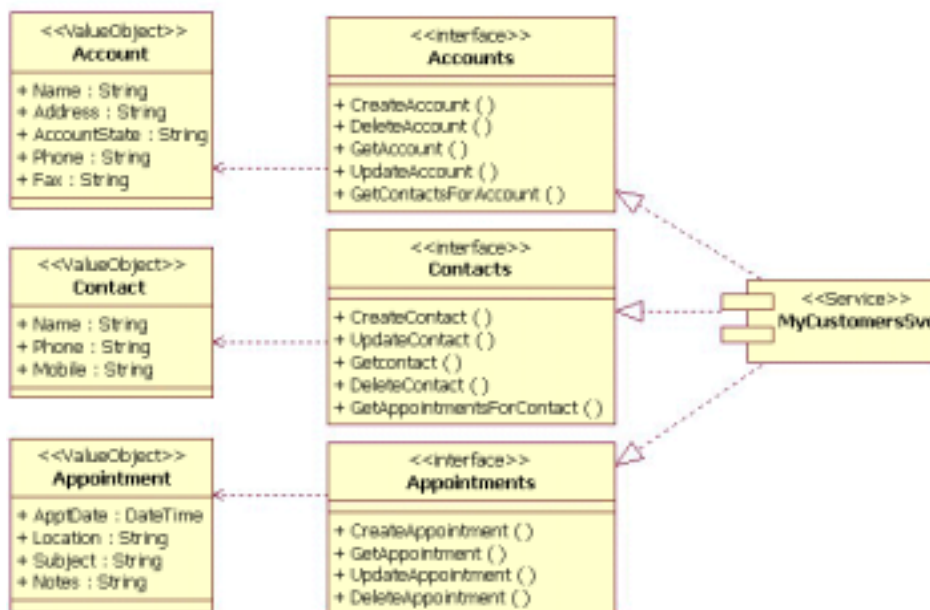 <<ValueObject>>
Account
+ Name : String
+ Address : String
+ AccountState : String
+ Phone : String
+ Fax : String
<<interface>>
Accounts
+ CreateAccount ( )
+ DeleteAccount ( )
+ GetAccount ( )
+ UpdateAccount ( )
+ GetContactsForAccount ( )
<<ValueObject>>
Contact
+ Name : String
+ Phone : String
+ Mobile : String
<<interface>>
Contacts
+ CreateContact ( )
+ UpdateContact ( )
+ Getcontact ( )
+ DeleteContact ( )
+ GetAppointmentsForContact ( )
<<Service>>
MyCustomersSvc
<<ValueObject>>
Appointment
+ ApptDate : DateTime
+ Location : String
+ Subject : String
+ Notes : String
<<interface>>
Appointments
+ CreateAppointment ( )
+ GetAppointment ( )
+ UpdateAppointment ( )
+ DeleteAppointment ( )